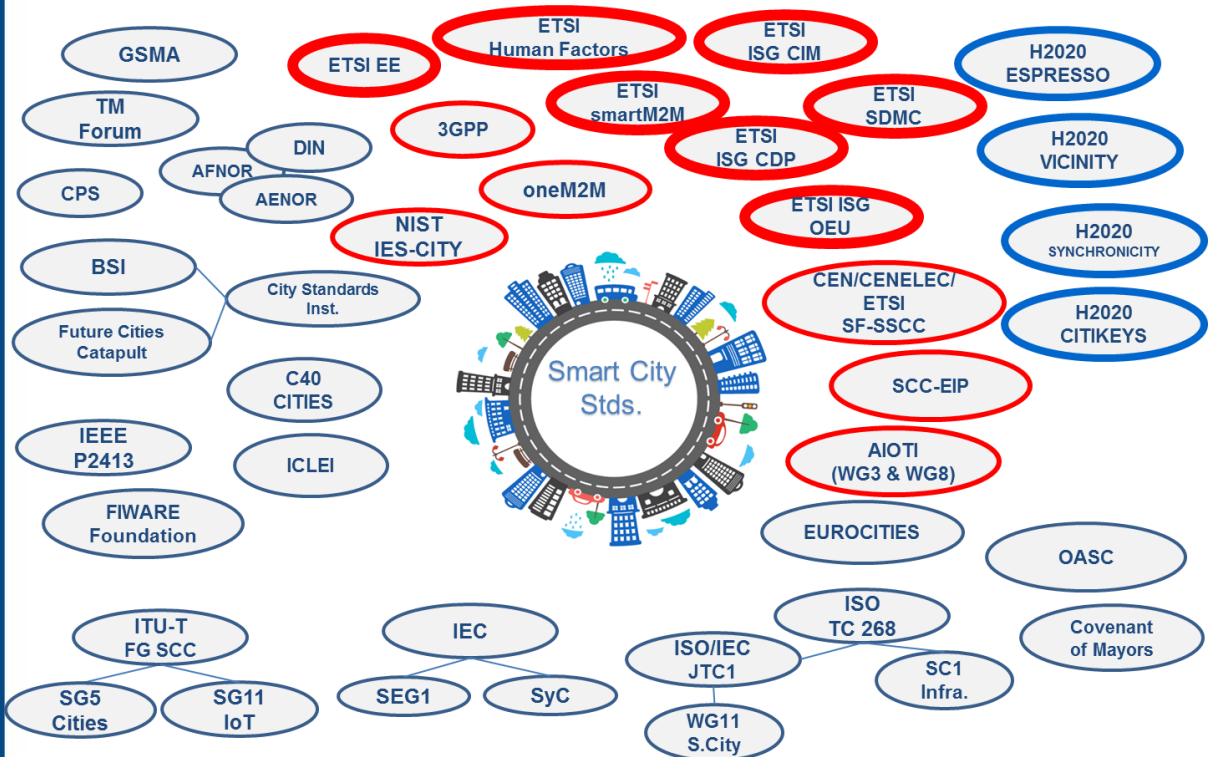 GSMA
ETSI EE
ETSI
Human Factors
ETSI
ISG CIM
H2020
ESPRESSO
TM
Forum
3GPP
ETSI
smartM2M
ETSI
SDMC
ETSI
ISG CDP
H2020
VICINITY
DIN
AFNOR
AENOR
CPS
oneM2M
NIST
IES-CITY
ETSI ISG
OEU
H2020
SYNCHRONICITY
BSI
City Standards
Inst.
Future Cities
Catapult
CEN/CENELEC/
ETSI
SF-SSCC
H2020
CITIKEYS
Smart City
Stds.
C40
CITIES
SCC-EIP
IEEE
P2413
ICLEI
AIOTI
(WG3 & WG8)
FIWARE
Foundation
EUROCITIES
OASC
ITU-T
FG SCC
IEC
ISO
TC 268
Covenant
of Mayors
ISO/IEC
JTC1
SC1
Infra.
SG5
Cities
SG11
IoT
SEG1
SyC
WG11
S.City